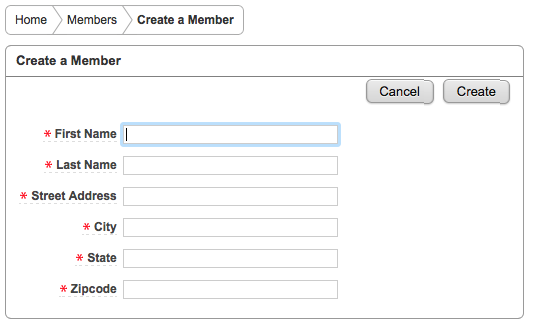 Home Members Create a Member
Create a Member
Cancel Create
* First Name
* Last Name
* Street Address
* City
* State
* Zipcode